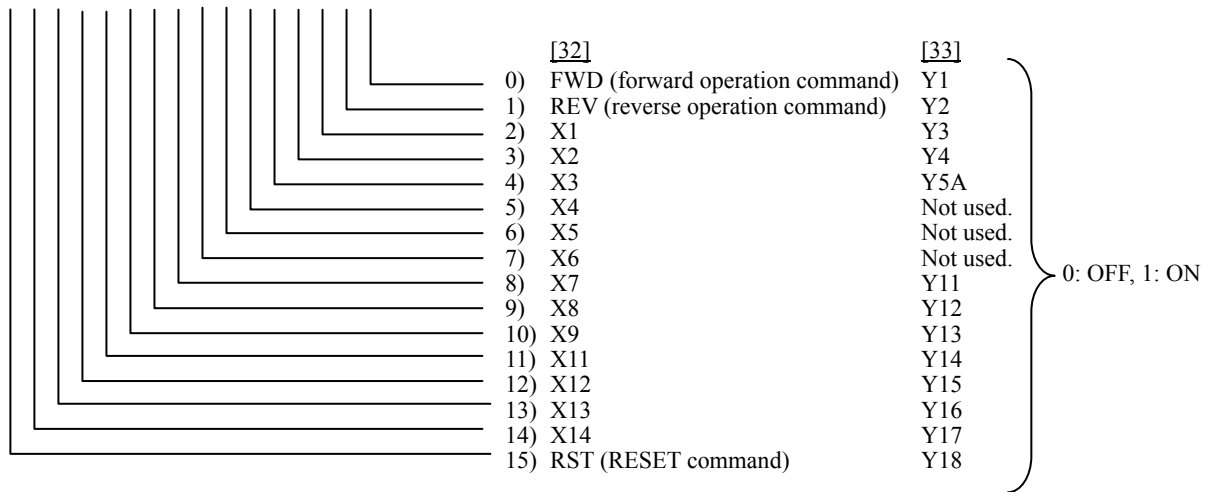 [32] [33]
0) FWD (forward operation command) Y1
1) REV (reverse operation command) Y2
2) X1 Y3
3) X2 Y4
4) X3 Y5A
5) X4 Not used.
6) X5 Not used.
7) X6 Not used.
8) X7 Y11
0: OFF, 1: ON
9) X8 Y12
10) X9 Y13
11) X11 Y14
12) X12 Y15
13) X13 Y16
14) X14 Y17
15) RST (RESET command) Y18